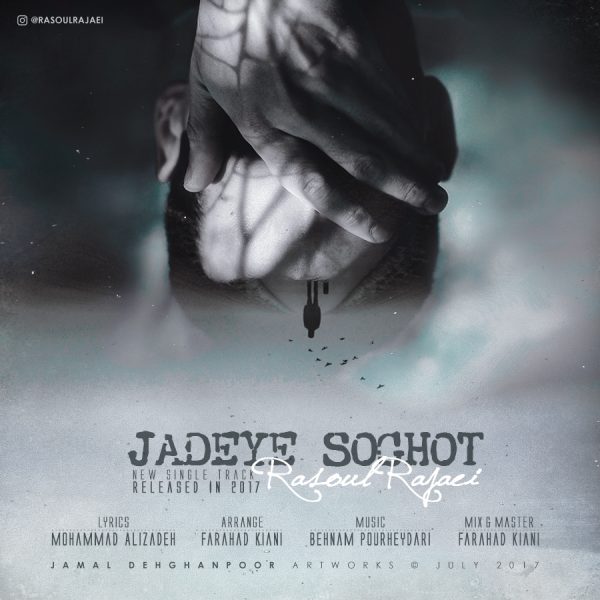 @RASOULRAJAEI
JADEYE SOGHOT
NEW SINGLE TRACK
RELEASED IN 2017
Rasoul Rajaei
LYRICS
MOHAMMAD ALIZADEH
ARRANGE
FARAHAD KIANI
MUSIC
BEHNAM POURHEYDARI
MIX & MASTER
FARAHAD KIANI
JAMAL DEHGHANPOOR ARTWORKS © JULY 2017